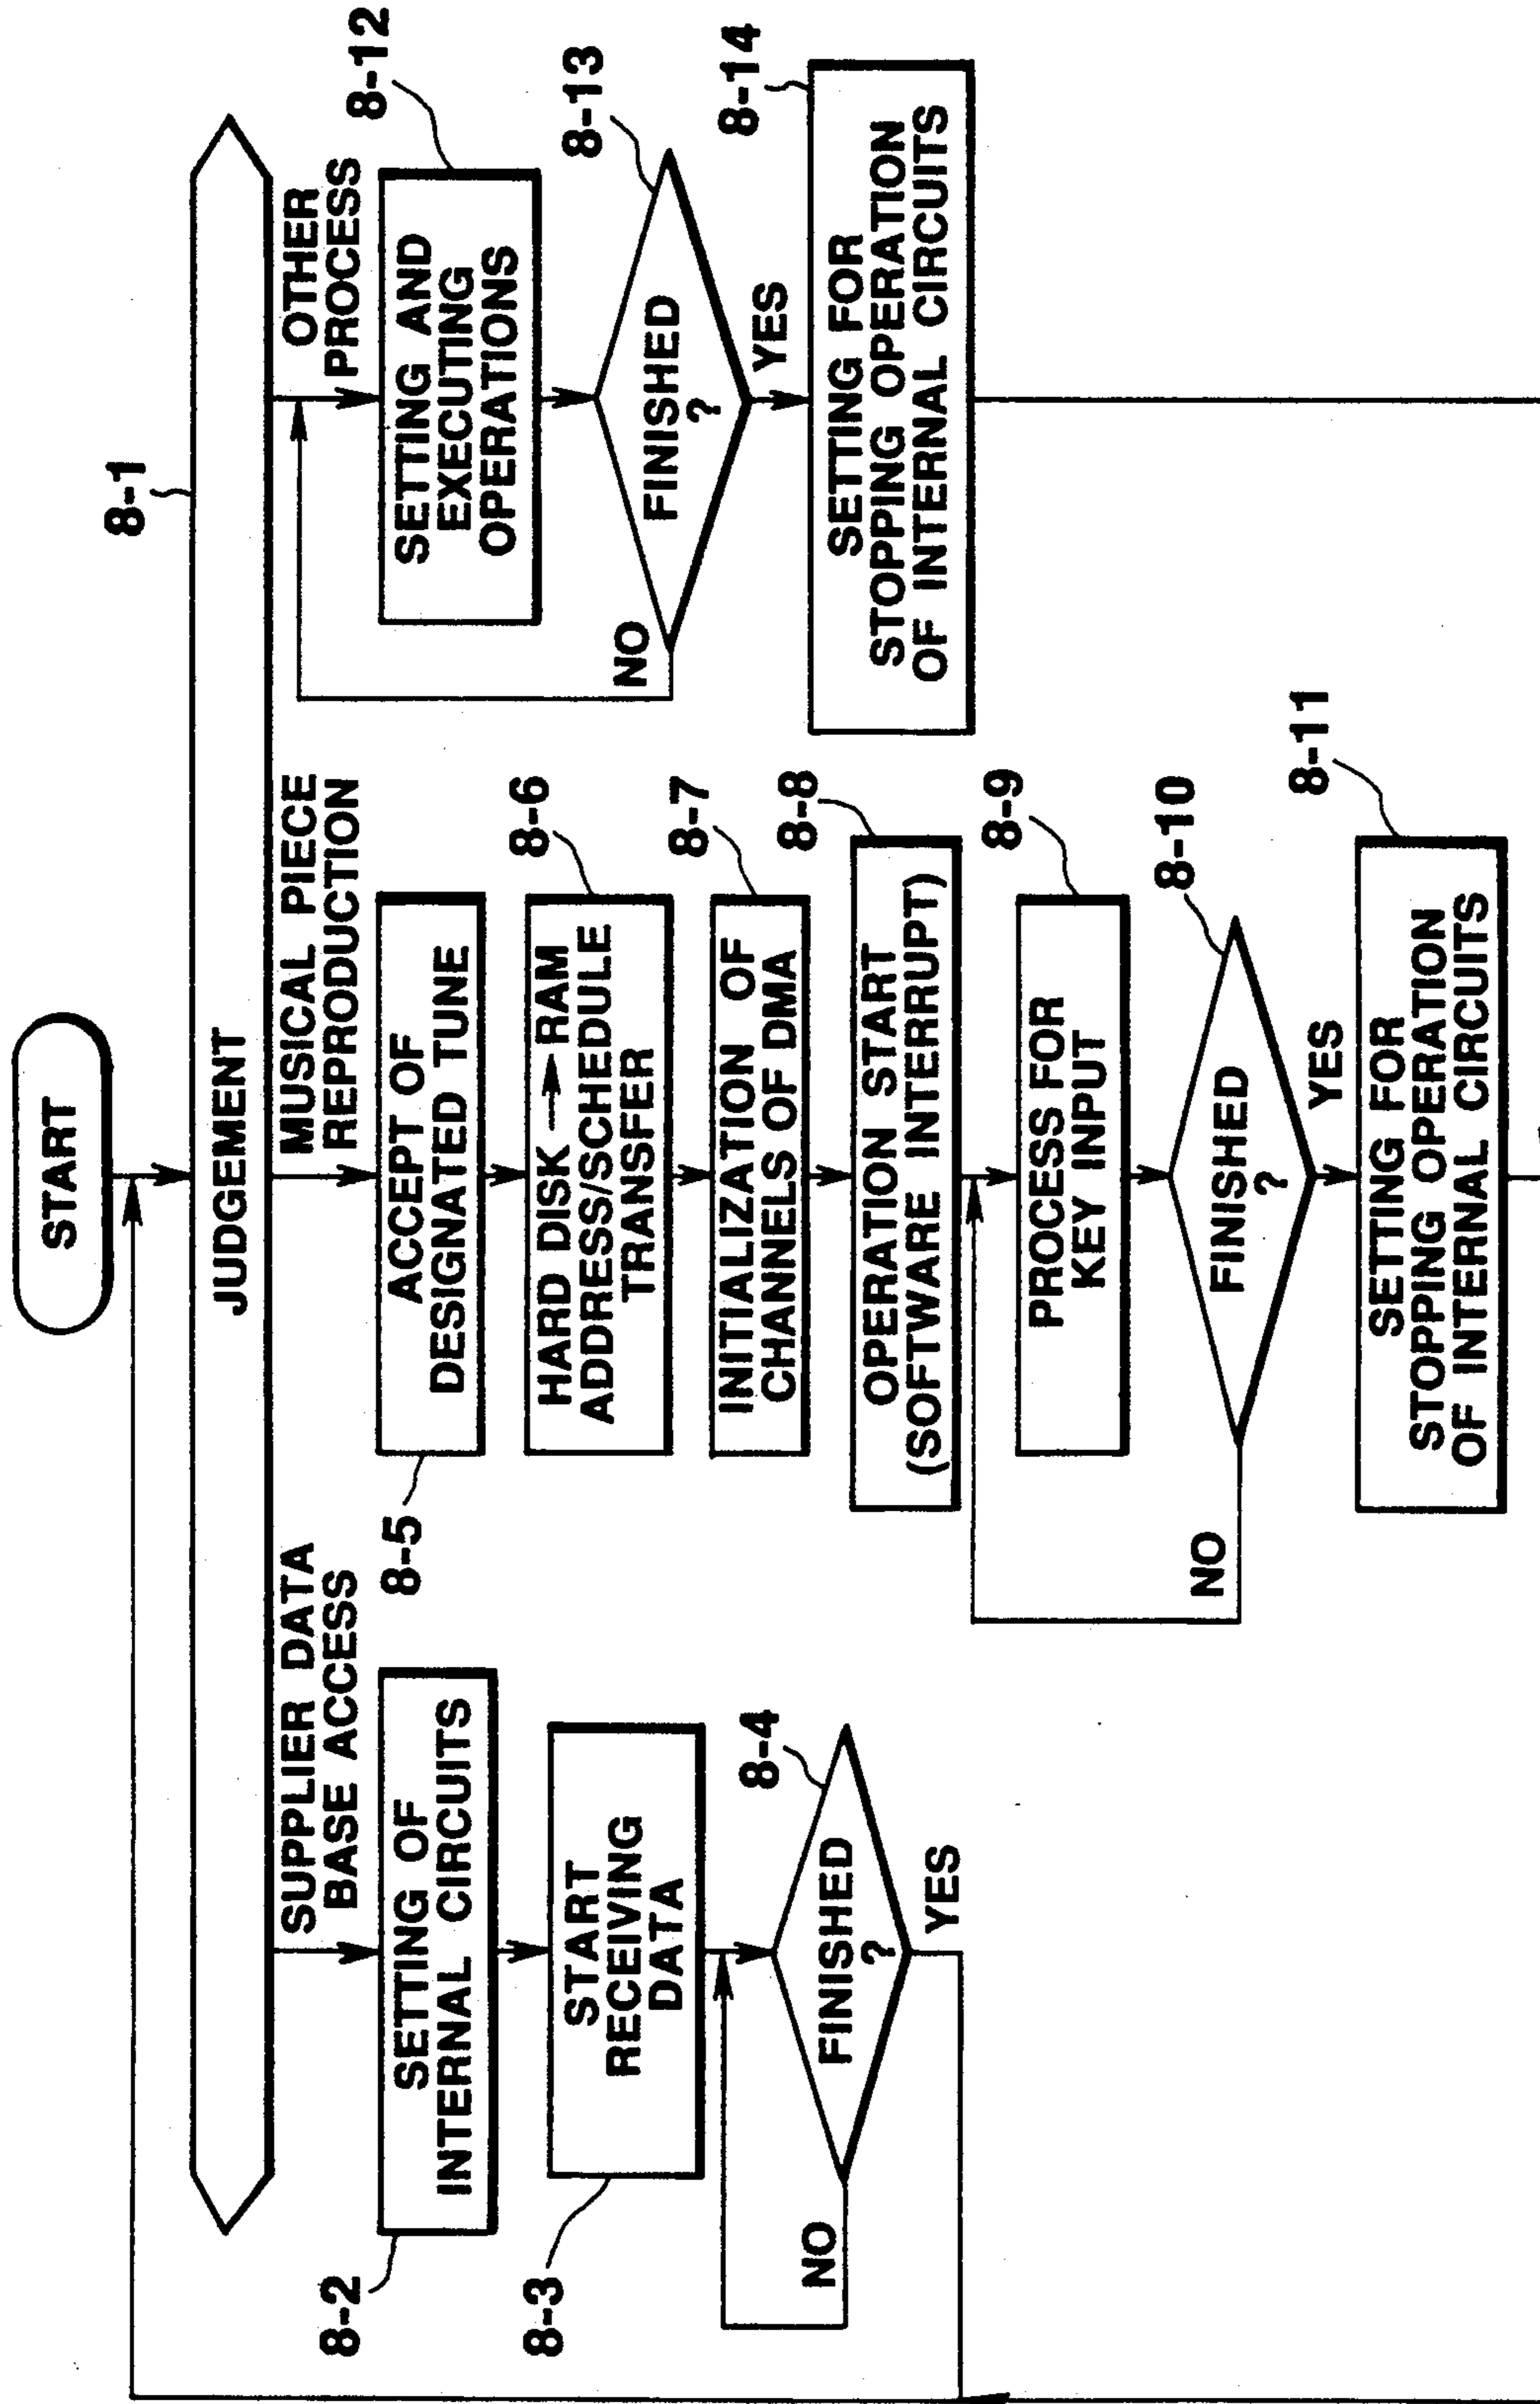 START
8-1
JUDGEMENT
SUPPLIER DATA
BASE ACCESS
8-2
SETTING OF
INTERNAL CIRCUITS
8-3
START
RECEIVING
DATA
8-4
FINISHED
?
NO
YES
MUSICAL PIECE
REPRODUCTION
8-5
ACCEPT OF
DESIGNATED TUNE
8-6
HARD DISK → RAM
ADDRESS/SCHEDULE
TRANSFER
8-7
INITIALIZATION OF
CHANNELS OF DMA
8-8
OPERATION START
(SOFTWARE INTERRUPT)
8-9
PROCESS FOR
KEY INPUT
8-10
FINISHED
?
NO
YES
8-11
SETTING FOR
STOPPING OPERATION
OF INTERNAL CIRCUITS
OTHER
PROCESS
8-12
SETTING AND
EXECUTING
OPERATIONS
8-13
FINISHED
?
NO
YES
8-14
SETTING FOR
STOPPING OPERATION
OF INTERNAL CIRCUITS